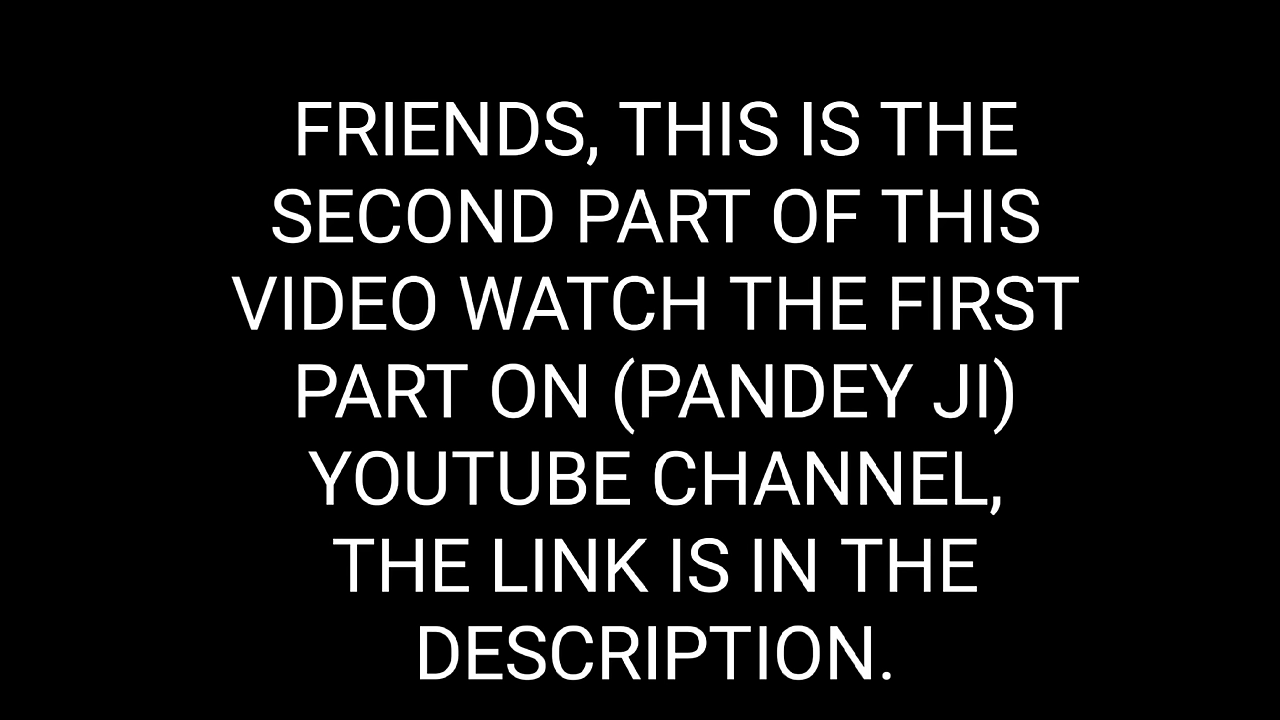 FRIENDS, THIS IS THE
SECOND PART OF THIS
VIDEO WATCH THE FIRST
PART ON (PANDEY JI)
YOUTUBE CHANNEL,
THE LINK IS IN THE
DESCRIPTION.